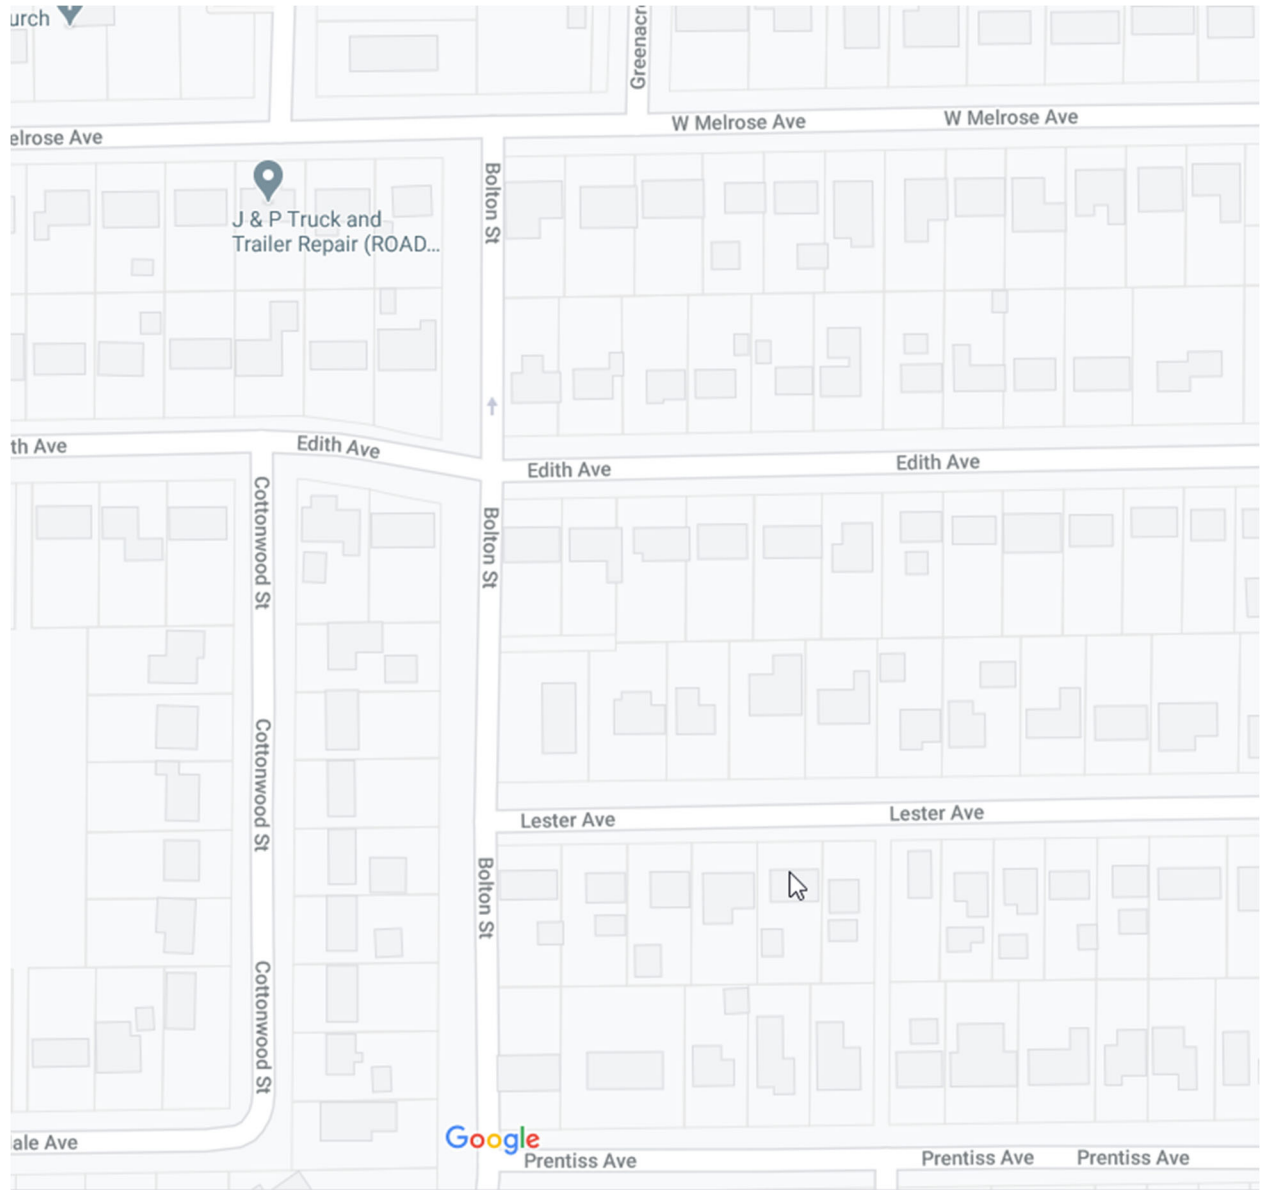 urch
Greenacr
W Melrose Ave
W Melrose Ave
elrose Ave
Bolton St
J & P Truck and
Trailer Repair (ROAD...
th Ave
Edith Ave
Edith Ave
Edith Ave
Cottonwood St
Bolton St
Cottonwood St
Lester Ave
Lester Ave
Bolton St
Cottonwood St
ale Ave
Google
Prentiss Ave
Prentiss Ave
Prentiss Ave